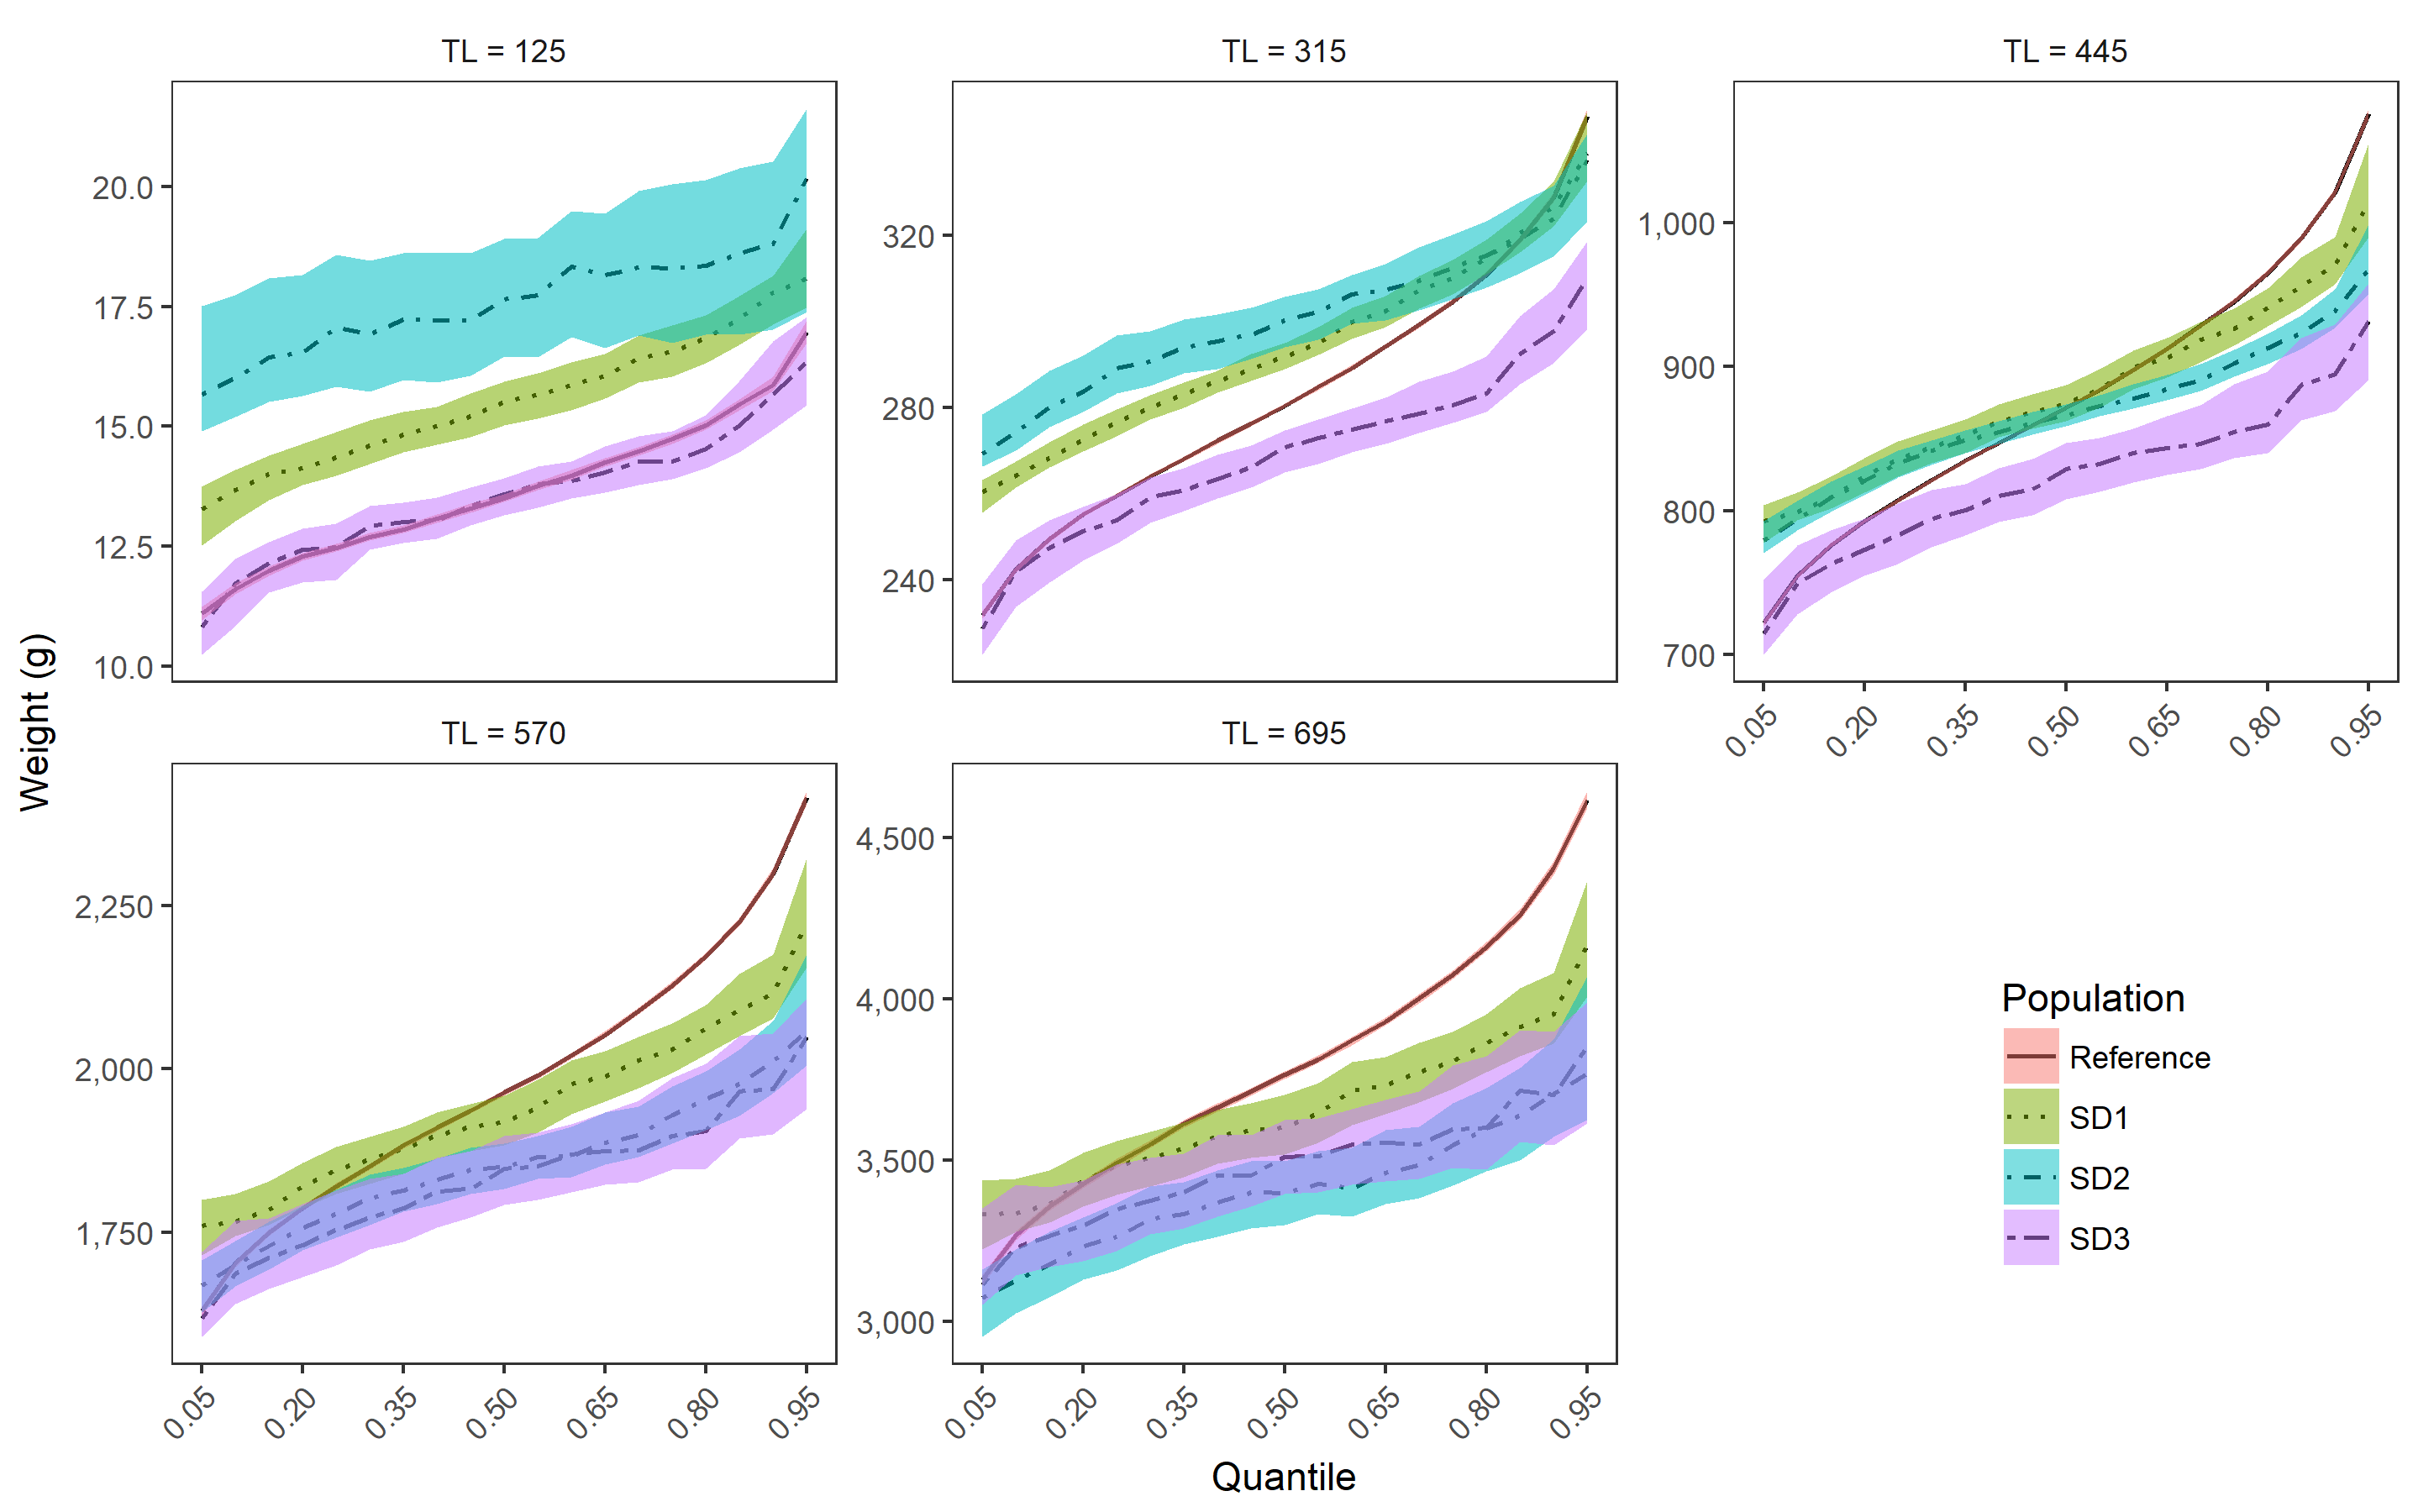 TL = 125
TL = 315
TL = 445
20.0
17.5
15.0
12.5
10.0
320
280
240
1,000
900
800
700
0.05 0.20 0.35 0.50 0.65 0.80 0.95
TL = 570
TL = 695
Weight (g)
2,250
2,000
1,750
4,500
4,000
3,500
3,000
0.05 0.20 0.35 0.50 0.65 0.80 0.95
0.05 0.20 0.35 0.50 0.65 0.80 0.95
Quantile
Population
Reference
SD1
SD2
SD3